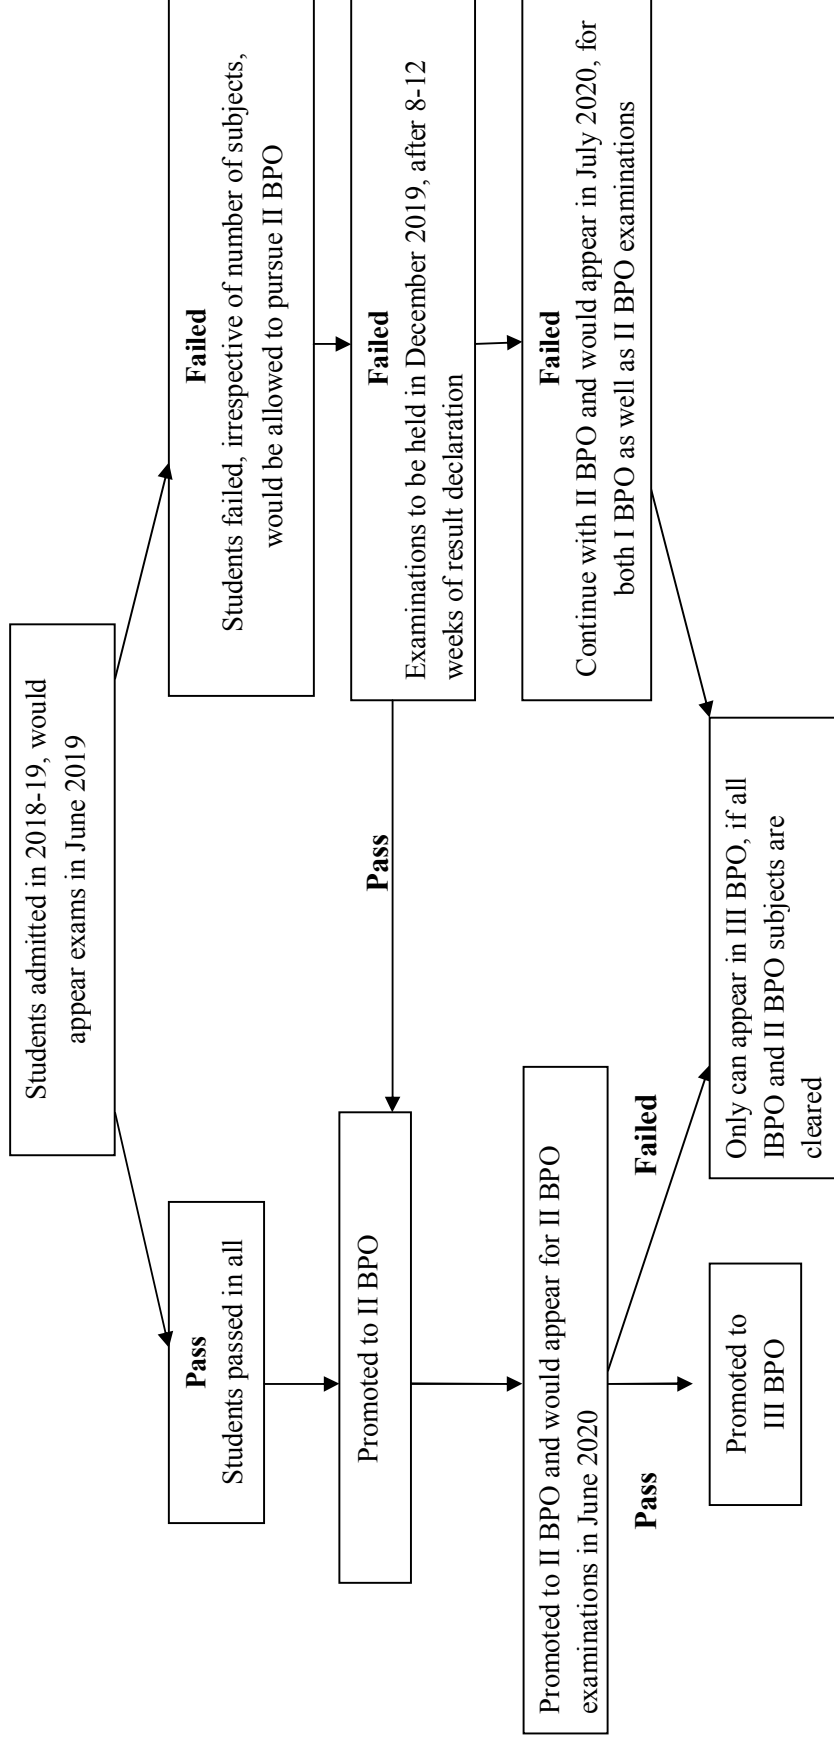 Students admitted in 2018-19, would
appear exams in June 2019
Pass
Students passed in all
Failed
Students failed, irrespective of number of subjects,
would be allowed to pursue II BPO
Promoted to II BPO
Pass
Failed
Examinations to be held in December 2019, after 8-12
weeks of result declaration
Promoted to II BPO and would appear for II BPO
examinations in June 2020
Failed
Continue with II BPO and would appear in July 2020, for
both I BPO as well as II BPO examinations
Pass
Failed
Promoted to
III BPO
Only can appear in III BPO, if all
IBPO and II BPO subjects are
cleared